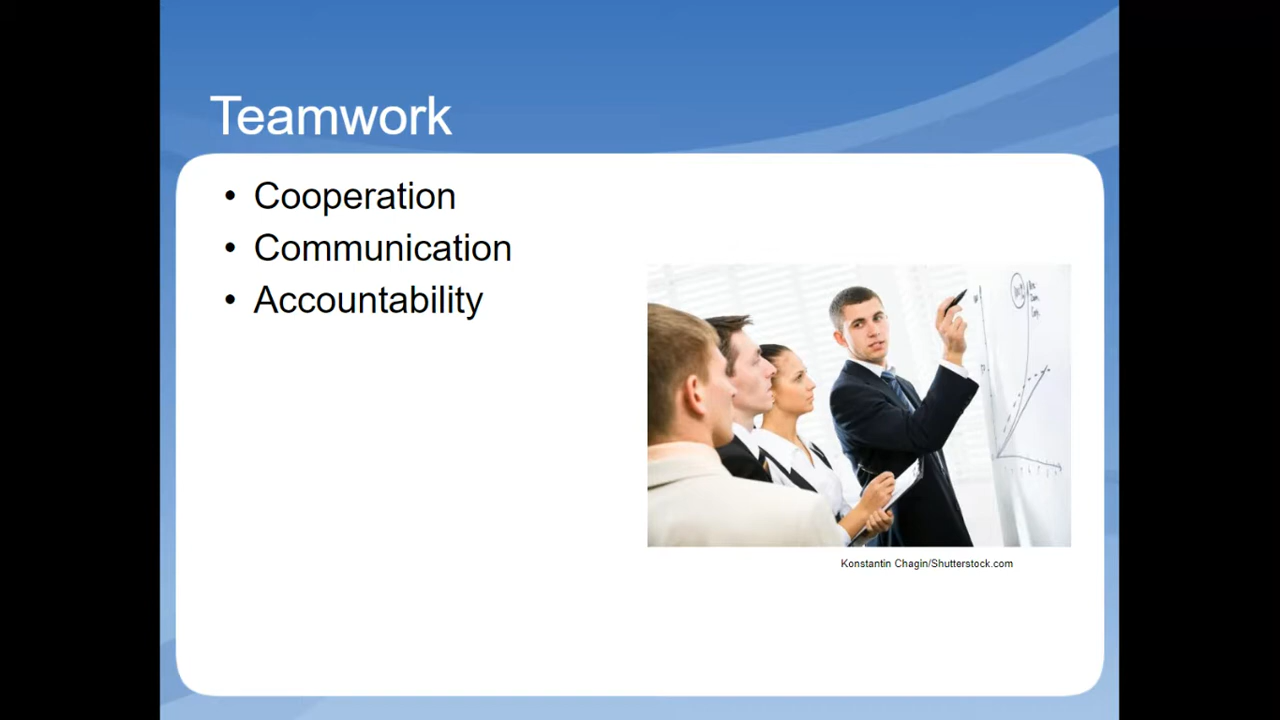 Teamwork
• Cooperation
• Communication
• Accountability
Konstantin Chagin/Shutterstock.com